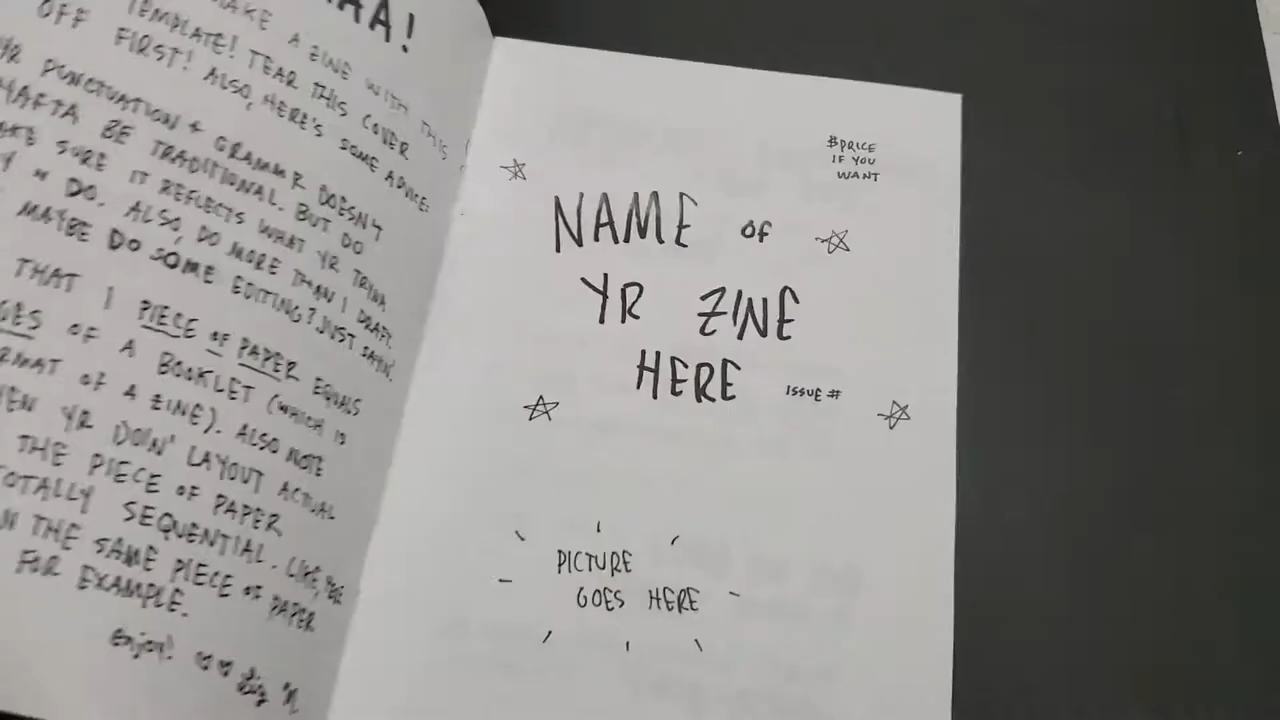 AA!
MAKE A ZINE WITH THIS
TEMPLATE! TEAR THIS COVER
OFF FIRST! ALSO, HERE'S SOME ADVICE:
YR PUNCTUATION + GRAMMR DOESN'T
HAFTA BE TRADITIONAL. BUT DO
SURE IT REFLECTS WHAT YR TRYNA
DO. ALSO, DO MORE THAN 1 DRAFT.
MAYBE DO SOME EDITING? JUST SAYIN'.
THAT 1 PIECE OF PAPER EQUALS
OF A BOOKLET (WHICH IS
OF A ZINE). ALSO NOTE
YR DOIN' LAYOUT ACTUAL
THE PIECE OF PAPER
TOTALLY SEQUENTIAL. LIKE,
THE SAME PIECE OF PAPER
FOR EXAMPLE.
Enjoy!
$PRICE
IF YOU
WANT
NAME OF
YR ZINE
HERE ISSUE #
PICTURE
GOES HERE